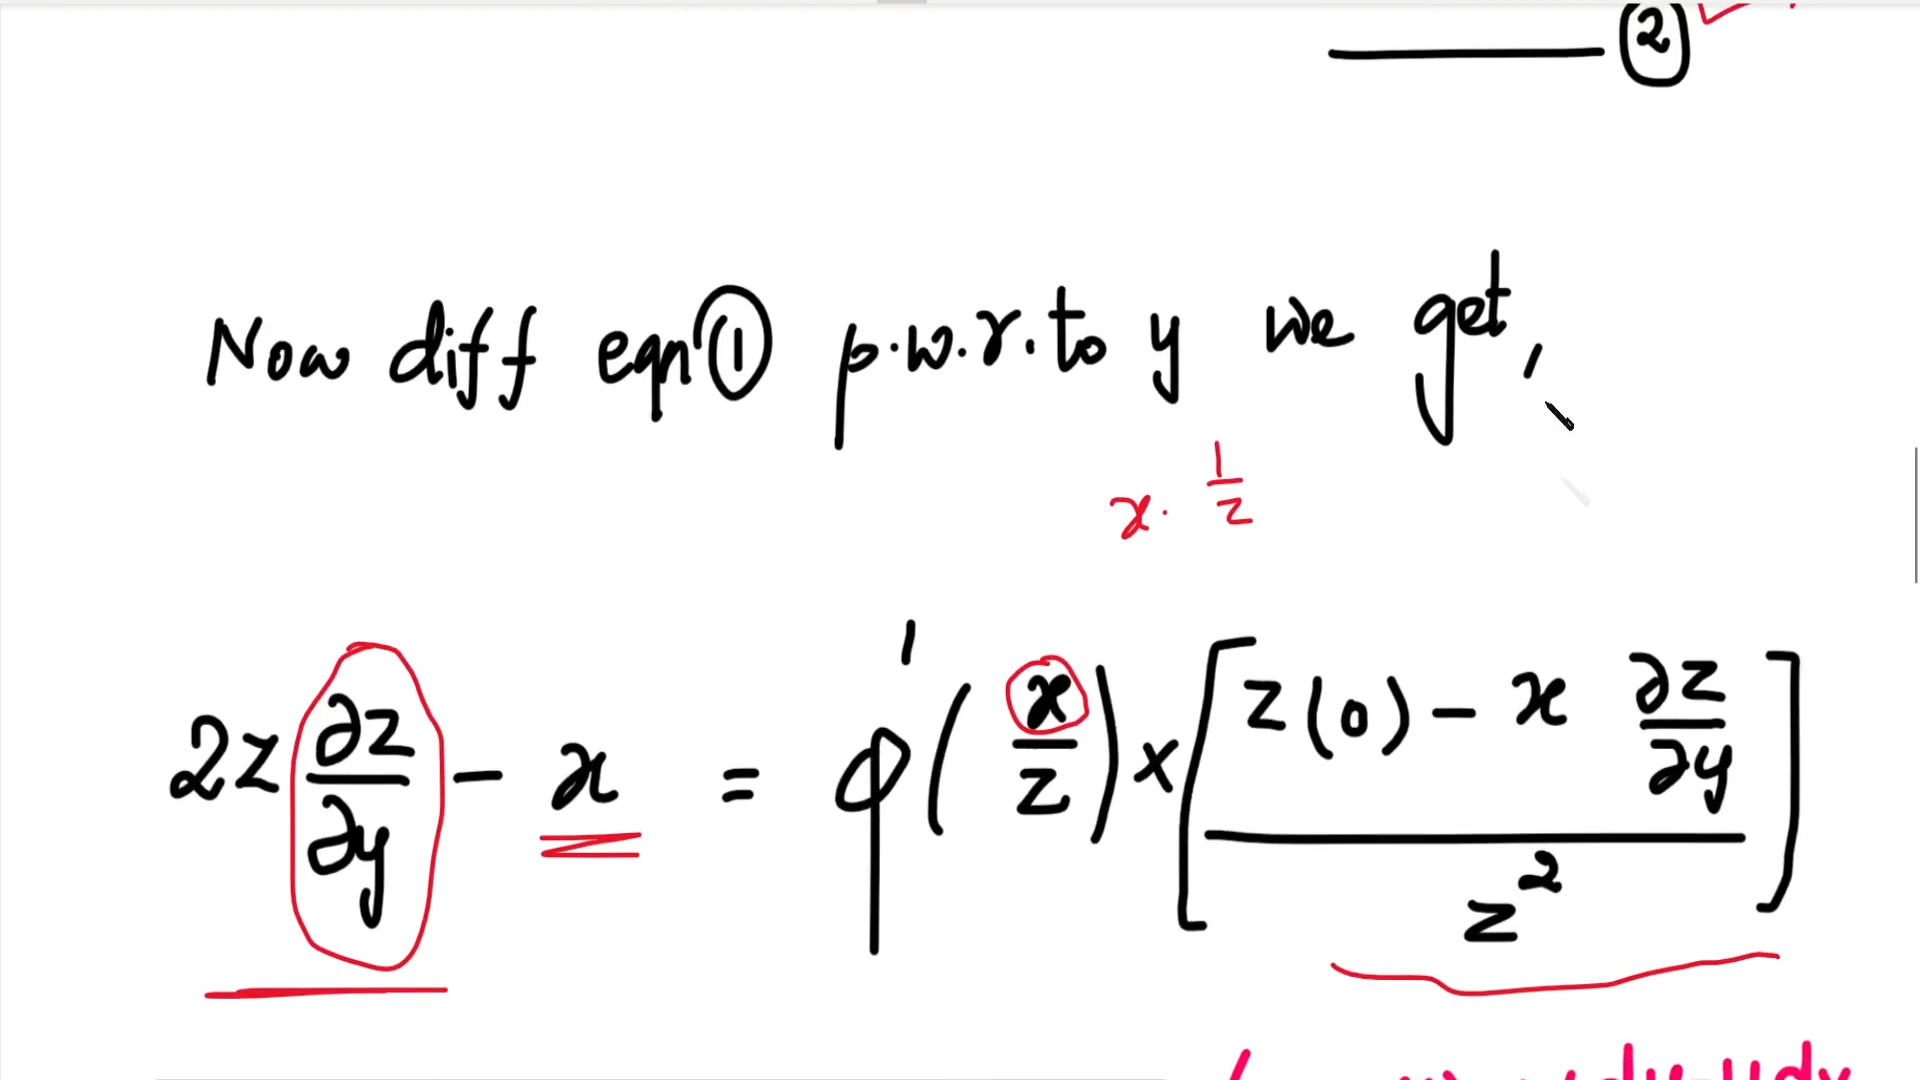 ②
Now diff eqn ① p.w.r.to y we get,
x. 1/z
2z ∂z/∂y - x = φ'(x/z) × [z(0) - x ∂z/∂y / z²]